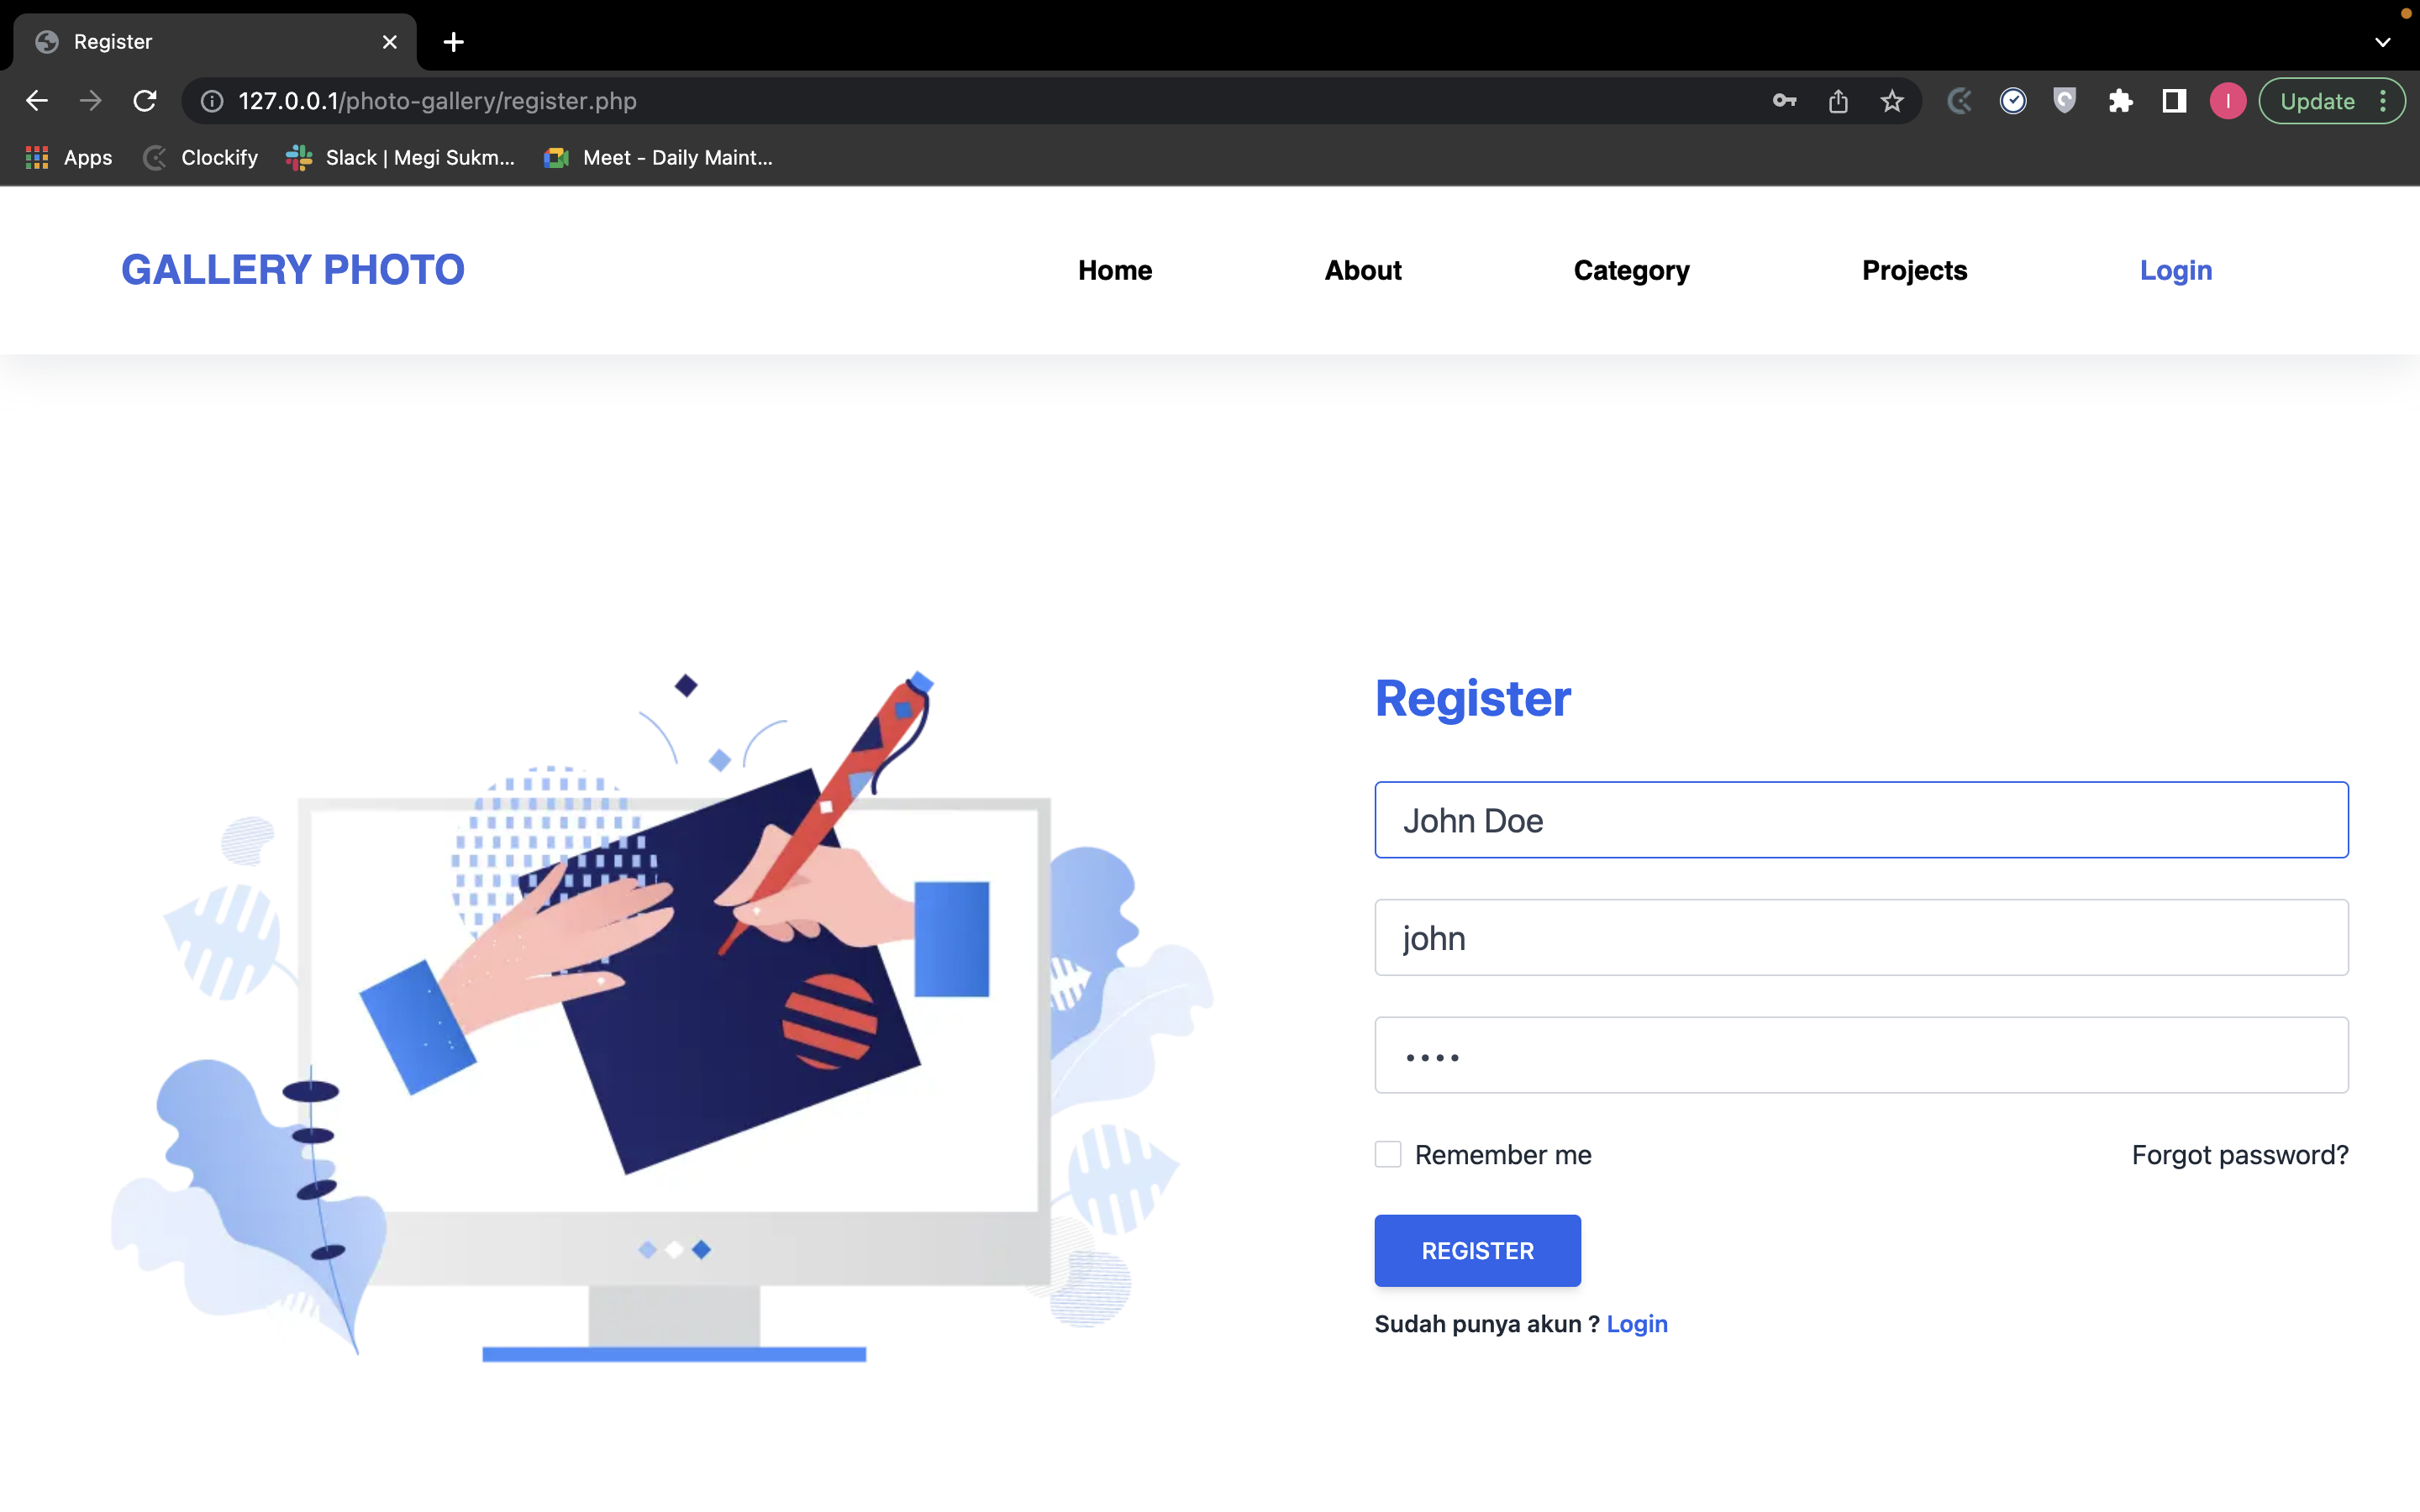 Register
127.0.0.1/photo-gallery/register.php
I
Update
Apps
Clockify
Slack | Megi Sukm...
Meet - Daily Maint...
GALLERY PHOTO
Home
About
Category
Projects
Login
Register
John Doe
john
••••
Remember me
Forgot password?
REGISTER
Sudah punya akun ? Login